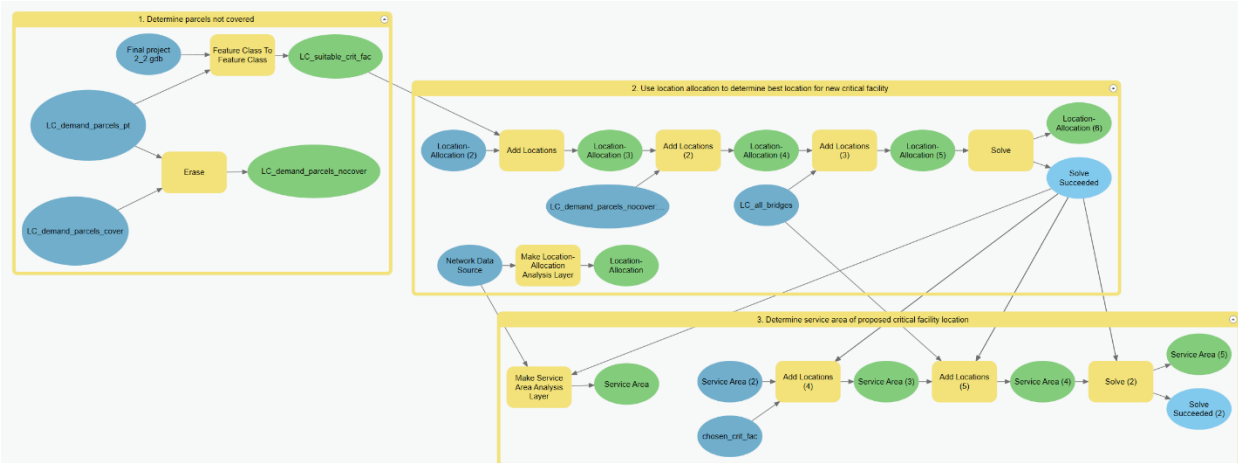 1. Determine parcels not covered
Final project
2_2.gdb
Feature Class To
Feature Class
LC_suitable_crit_fac
LC_demand_parcels_pt
Erase
LC_demand_parcels_nocover
LC_demand_parcels_cover
2. Use location allocation to determine best location for new critical facility
Location-
Allocation (2)
Add Locations
Location-
Allocation (3)
Add Locations
(2)
Location-
Allocation (4)
Add Locations
(3)
Location-
Allocation (5)
Solve
Location-
Allocation (6)
Solve
Succeeded
LC_demand_parcels_nocover...
LC_all_bridges
Network Data
Source
Make Location-
Allocation
Analysis Layer
Location-
Allocation
3. Determine service area of proposed critical facility location
Make Service
Area Analysis
Layer
Service Area
Service Area (2)
Add Locations
(4)
Service Area (3)
Add Locations
(5)
Service Area (4)
Solve (2)
Service Area (5)
Solve
Succeeded (2)
chosen_crit_fac